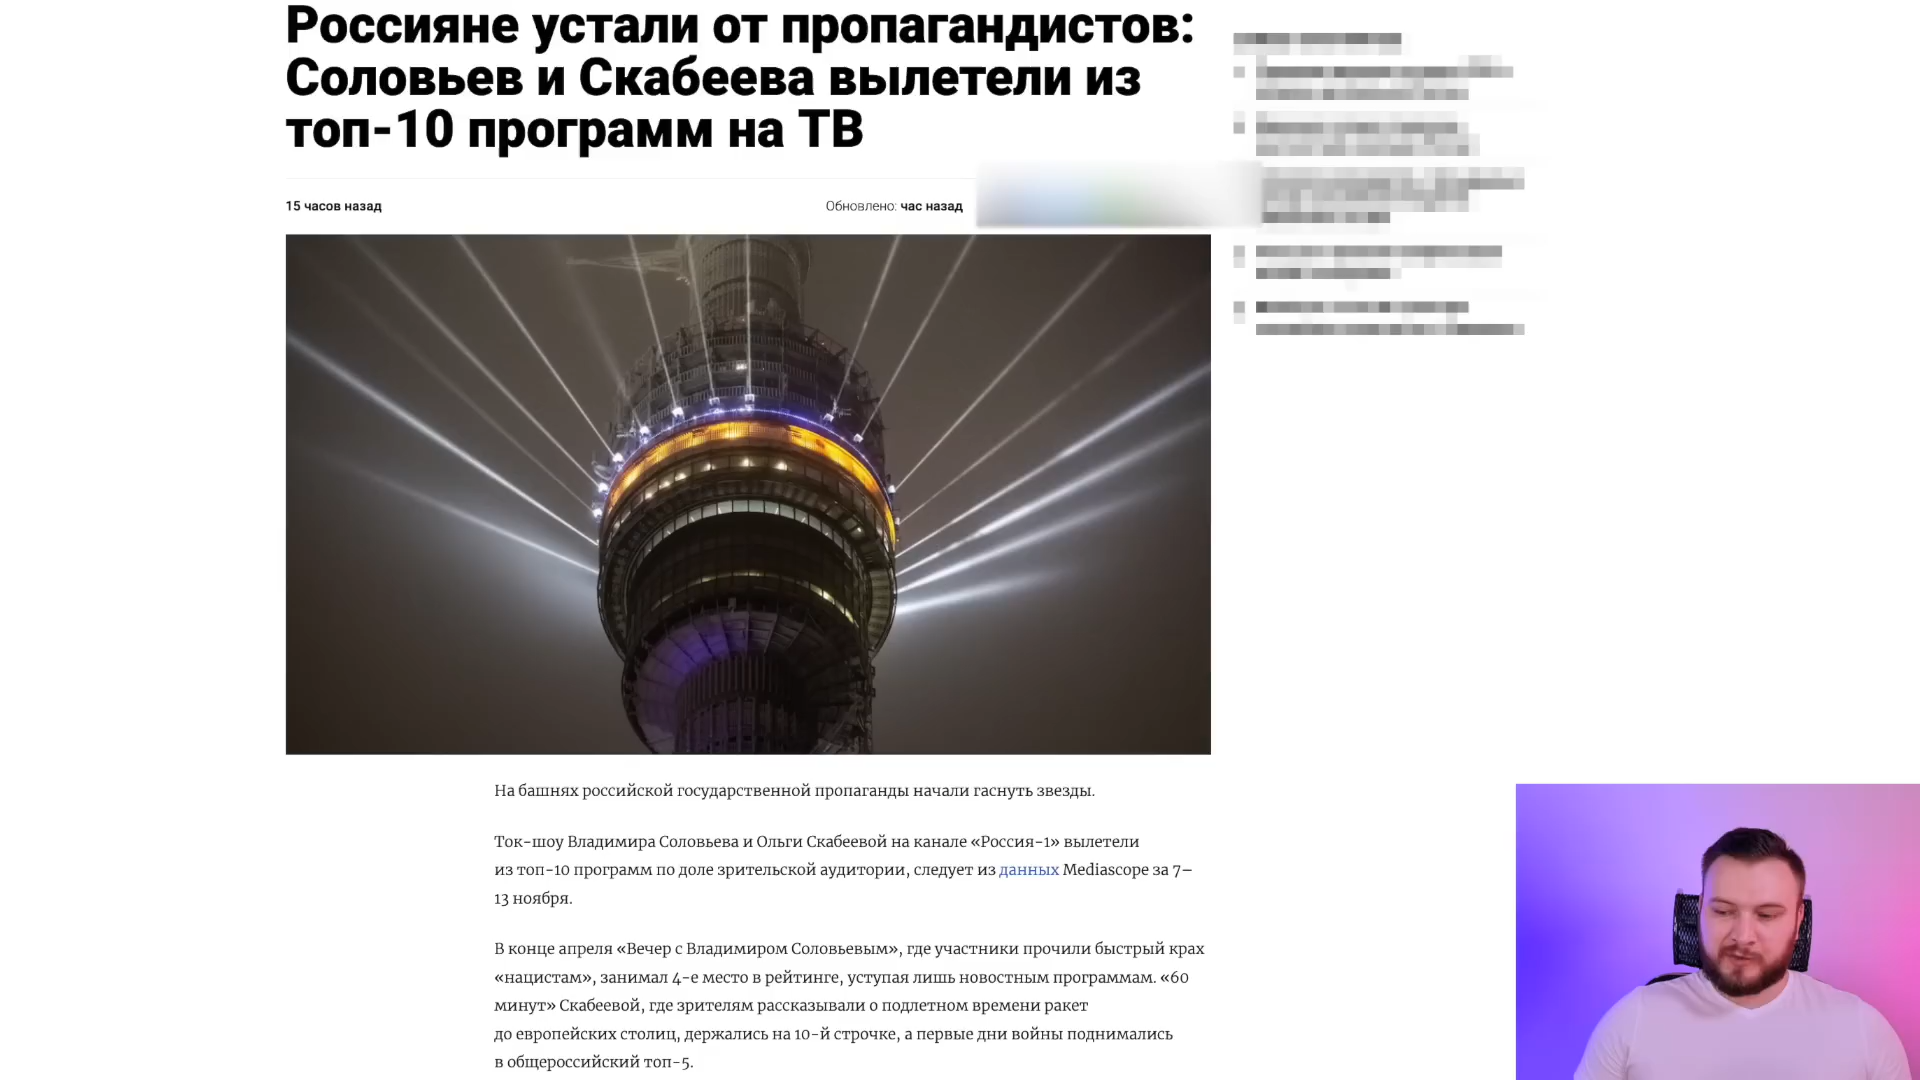 Россияне устали от пропагандистов:
Соловьев и Скабеева вылетели из
топ-10 программ на ТВ
15 часов назад
Обновлено: час назад
На башнях российской государственной пропаганды начали гаснуть звезды.
Ток-шоу Владимира Соловьева и Ольги Скабеевой на канале «Россия-1» вылетели
из топ-10 программ по доле зрительской аудитории, следует из данных Mediascope за 7–
13 ноября.
В конце апреля «Вечер с Владимиром Соловьевым», где участники прочили быстрый крах
«нацистам», занимал 4-е место в рейтинге, уступая лишь новостным программам. «60
минут» Скабеевой, где зрителям рассказывали о подлетном времени ракет
до европейских столиц, держались на 10-й строчке, а первые дни войны поднимались
в общероссийский топ-5.